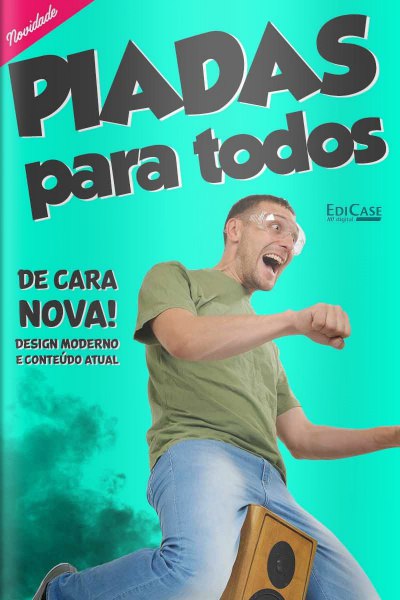 Novidade
PIADAS
para todos
EDICASE
DE CARA
NOVA!
DESIGN MODERNO
E CONTEÚDO ATUAL